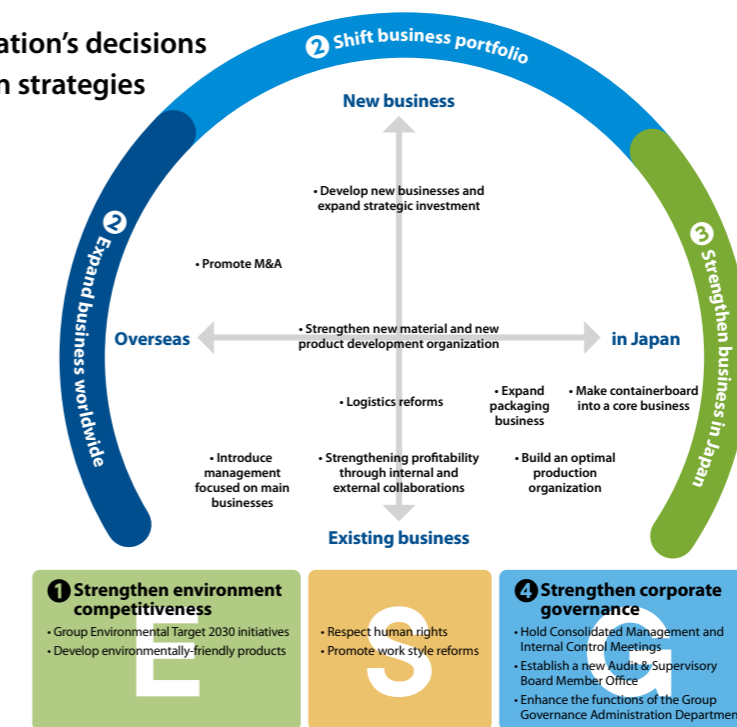 ation's decisions
n strategies
2 Shift business portfolio
New business
• Develop new businesses and
expand strategic investment
2 Expand business worldwide
3 Strengthen business in Japan
• Promote M&A
Overseas
• Strengthen new material and new
product development organization
in Japan
• Logistics reforms
• Expand
packaging
business
• Make containerboard
into a core business
• Introduce
management
focused on main
businesses
• Strengthening profitability
through internal and
external collaborations
• Build an optimal
production
organization
Existing business
1 Strengthen environment
competitiveness
• Group Environmental Target 2030 initiatives
• Develop environmentally-friendly products
E
• Respect human rights
• Promote work style reforms
S
4 Strengthen corporate
governance
• Hold Consolidated Management and
Internal Control Meetings
• Establish a new Audit & Supervisory
Board Member Office
• Enhance the functions of the Group
Governance Administration Departmen
G